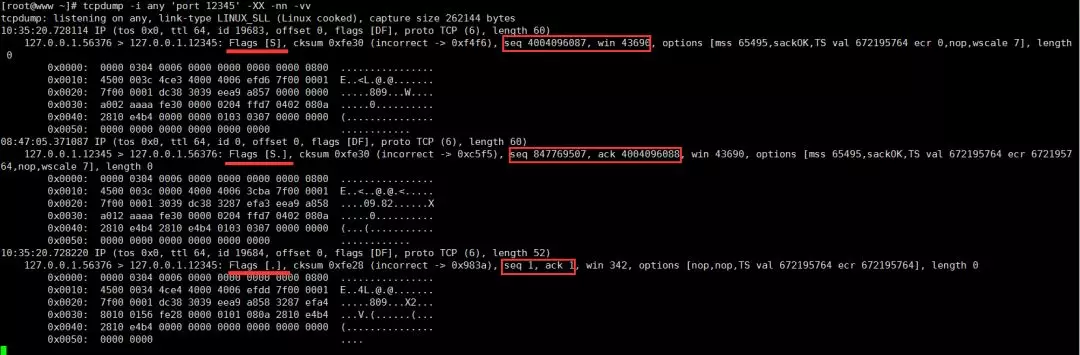 [root@www ~]# tcpdump -i any 'port 12345' -XX -nn -vv
tcpdump: listening on any, link-type LINUX_SLL (Linux cooked), capture size 262144 bytes
10:35:20.728114 IP (tos 0x0, ttl 64, id 19683, offset 0, flags [DF], proto TCP (6), length 60)
127.0.0.1.56376 > 127.0.0.1.12345: Flags [S], cksum 0xfe30 (incorrect -> 0xf4f6), seq 4004096087, win 43690, options [mss 65495,sackOK,TS val 672195764 ecr 0,nop,wscale 7], length
0
0x0000: 0000 0304 0006 0000 0000 0000 0000 0800 ................
0x0010: 4500 003c 4ce3 4000 4006 efd6 7f00 0001 E..<L.@.@.......
0x0020: 7f00 0001 dc38 3039 eea9 a857 0000 0000 .....809...W....
0x0030: a002 aaaa fe30 0000 0204 ffd7 0402 080a .....0..........
0x0040: 2810 e4b4 0000 0000 0103 0307 0000 0000 (...............
0x0050: 0000 0000 0000 0000 0000 0000 ............
08:47:05.371087 IP (tos 0x0, ttl 64, id 0, offset 0, flags [DF], proto TCP (6), length 60)
127.0.0.1.12345 > 127.0.0.1.56376: Flags [S.], cksum 0xfe30 (incorrect -> 0xc5f5), seq 847769507, ack 4004096088, win 43690, options [mss 65495,sackOK,TS val 672195764 ecr 6721957
64,nop,wscale 7], length 0
0x0000: 0000 0304 0006 0000 0000 0000 0000 0800 ................
0x0010: 4500 003c 0000 4000 4006 3cba 7f00 0001 E..<..@.@.<.....
0x0020: 7f00 0001 3039 dc38 3287 efa3 eea9 a858 ....09.82......X
0x0030: a012 aaaa fe30 0000 0204 ffd7 0402 080a .....0..........
0x0040: 2810 e4b4 2810 e4b4 0103 0307 0000 0000 (...(...........
0x0050: 0000 0000 0000 0000 0000 0000 ............
10:35:20.728220 IP (tos 0x0, ttl 64, id 19684, offset 0, flags [DF], proto TCP (6), length 52)
127.0.0.1.56376 > 127.0.0.1.12345: Flags [.], cksum 0xfe28 (incorrect -> 0x983a), seq 1, ack 1, win 342, options [nop,nop,TS val 672195764 ecr 672195764], length 0
0x0000: 0000 0304 0006 0000 0000 0000 0000 0800 ................
0x0010: 4500 0034 4ce4 4000 4006 efdd 7f00 0001 E..4L.@.@.......
0x0020: 7f00 0001 dc38 3039 eea9 a858 3287 efa4 .....809...X2...
0x0030: 8010 0156 fe28 0000 0101 080a 2810 e4b4 ...V.(......(...
0x0040: 2810 e4b4 0000 0000 0000 0000 0000 0000 (...............
0x0050: 0000 0000 ....